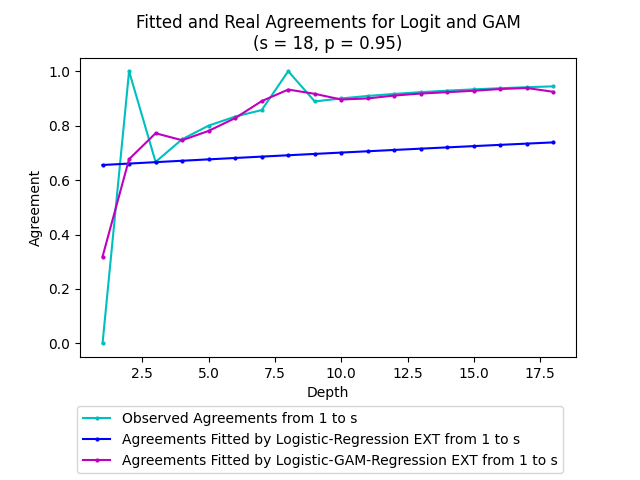 Fitted and Real Agreements for Logit and GAM
(s = 18, p = 0.95)
1.0
0.8
0.6
0.4
0.2
0.0
Agreement
2.5 5.0 7.5 10.0 12.5 15.0 17.5
Depth
Observed Agreements from 1 to s
Agreements Fitted by Logistic-Regression EXT from 1 to s
Agreements Fitted by Logistic-GAM-Regression EXT from 1 to s